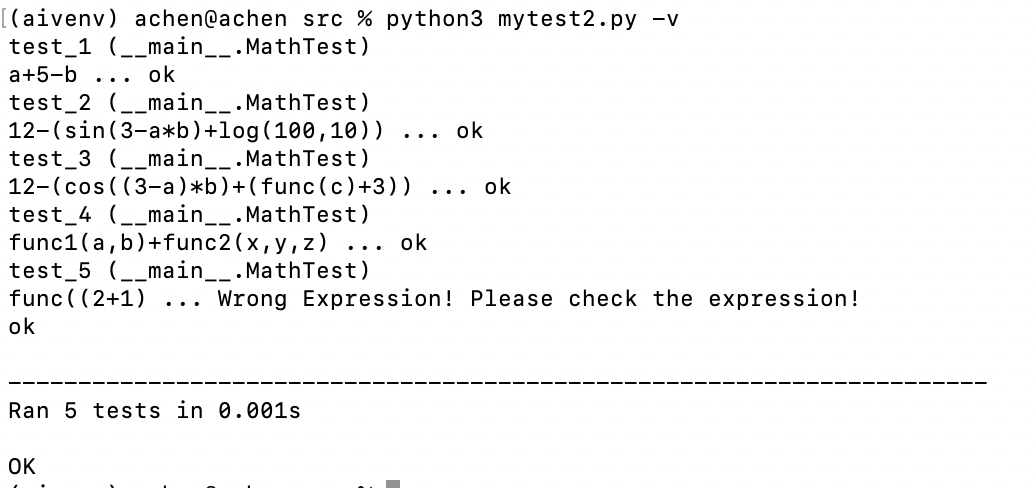 [(aivenv) achen@achen src % python3 mytest2.py -v
test_1 (__main__.MathTest)
a+5-b ... ok
test_2 (__main__.MathTest)
12-(sin(3-a*b)+log(100,10)) ... ok
test_3 (__main__.MathTest)
12-(cos((3-a)*b)+(func(c)+3)) ... ok
test_4 (__main__.MathTest)
func1(a,b)+func2(x,y,z) ... ok
test_5 (__main__.MathTest)
func((2+1) ... Wrong Expression! Please check the expression!
ok
----------------------------------------------------------------------
Ran 5 tests in 0.001s
OK